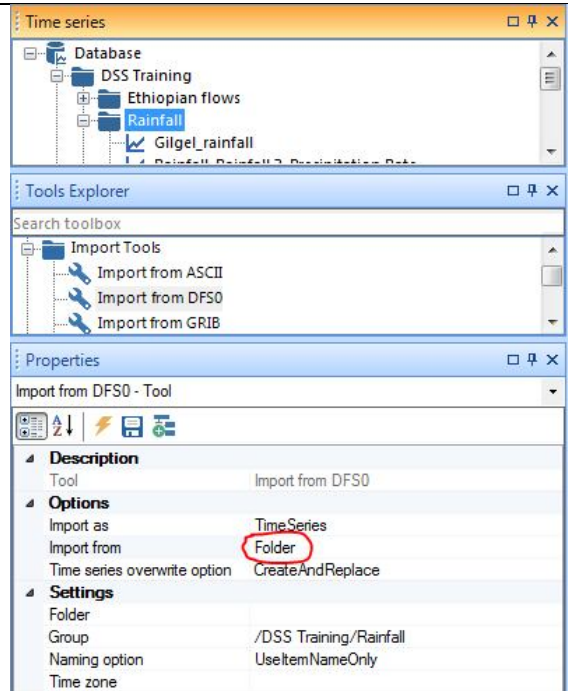 Time series
Database
DSS Training
Ethiopian flows
Rainfall
Gilgel_rainfall
Rainfall_Rainfall 2_Precipitation Rate
Tools Explorer
Search toolbox
Import Tools
Import from ASCII
Import from DFS0
Import from GRIB
Properties
Import from DFS0 - Tool
Description
Tool Import from DFS0
Options
Import as TimeSeries
Import from Folder
Time series overwrite option CreateAndReplace
Settings
Folder
Group /DSS Training/Rainfall
Naming option UseItemNameOnly
Time zone